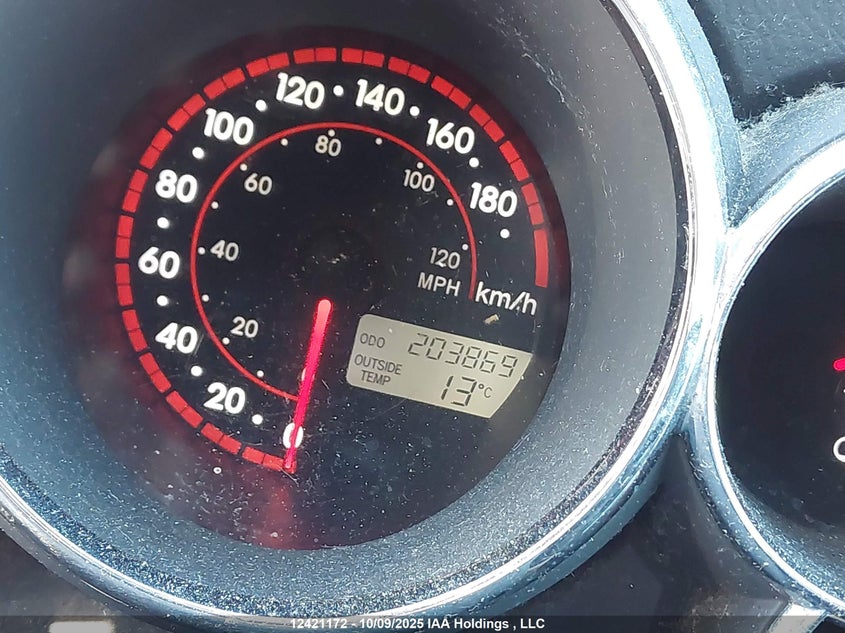 0 20 40 60 80 100 120 140 160 180 km/h
20 40 60 80 100 120 MPH
ODO 203869
OUTSIDE TEMP 13°C
12421172 - 10/09/2025 IAA Holdings , LLC